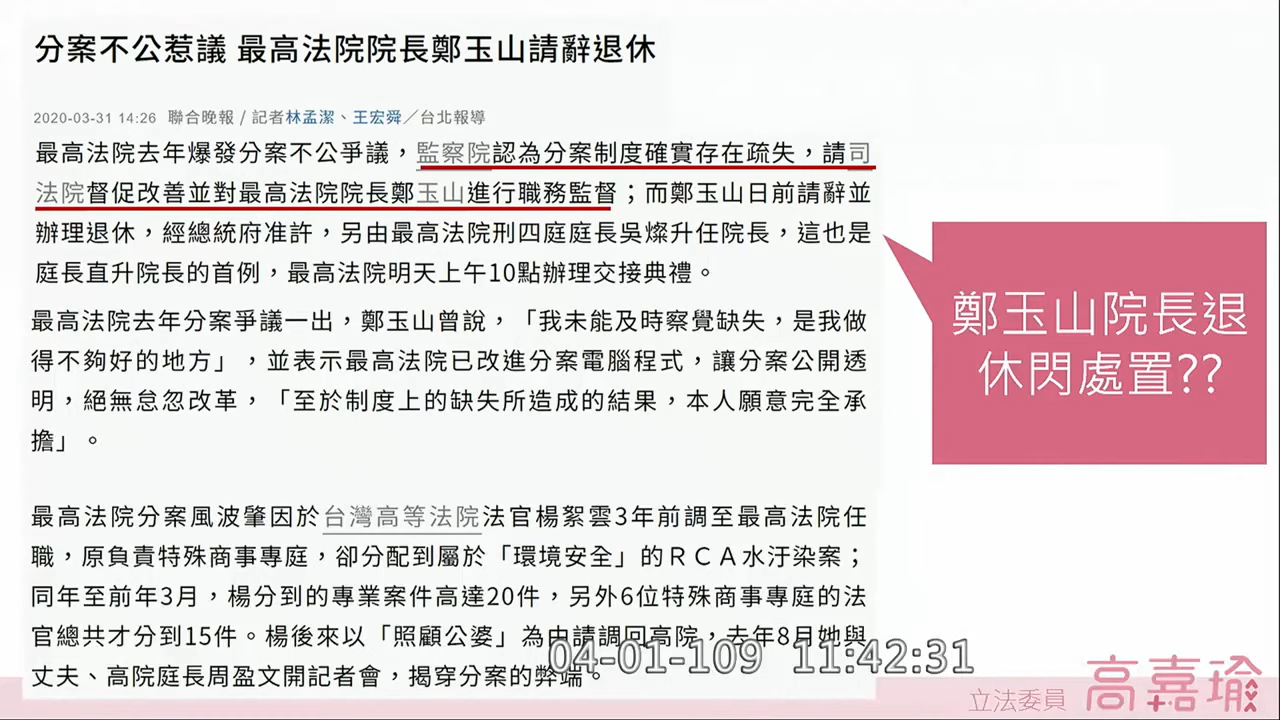 分案不公惹議 最高法院院長鄭玉山請辭退休
2020-03-31 14:26 聯合晚報 / 記者林孟潔、王宏舜／台北報導
最高法院去年爆發分案不公爭議，監察院認為分案制度確實存在疏失，請司
法院督促改善並對最高法院院長鄭玉山進行職務監督；而鄭玉山日前請辭並
辦理退休，經總統府准許，另由最高法院刑四庭庭長吳燦升任院長，這也是
庭長直升院長的首例，最高法院明天上午10點辦理交接典禮。
最高法院去年分案爭議一出，鄭玉山曾說，「我未能及時察覺缺失，是我做
得不夠好的地方」，並表示最高法院已改進分案電腦程式，讓分案公開透
明，絕無怠忽改革，「至於制度上的缺失所造成的結果，本人願意完全承
擔」。
最高法院分案風波肇因於台灣高等法院法官楊絮雲3年前調至最高法院任
職，原負責特殊商事專庭，卻分配到屬於「環境安全」的ＲＣＡ水汙染案；
同年至前年3月，楊分到的專業案件高達20件，另外6位特殊商事專庭的法
官總共才分到15件。楊後來以「照顧公婆」為由請調回高院，去年8月她與
丈夫、高院庭長周盈文開記者會，揭穿分案的弊端。
鄭玉山院長退
休閃處置??
04-01-109 11:42:31
立法委員 高嘉瑜